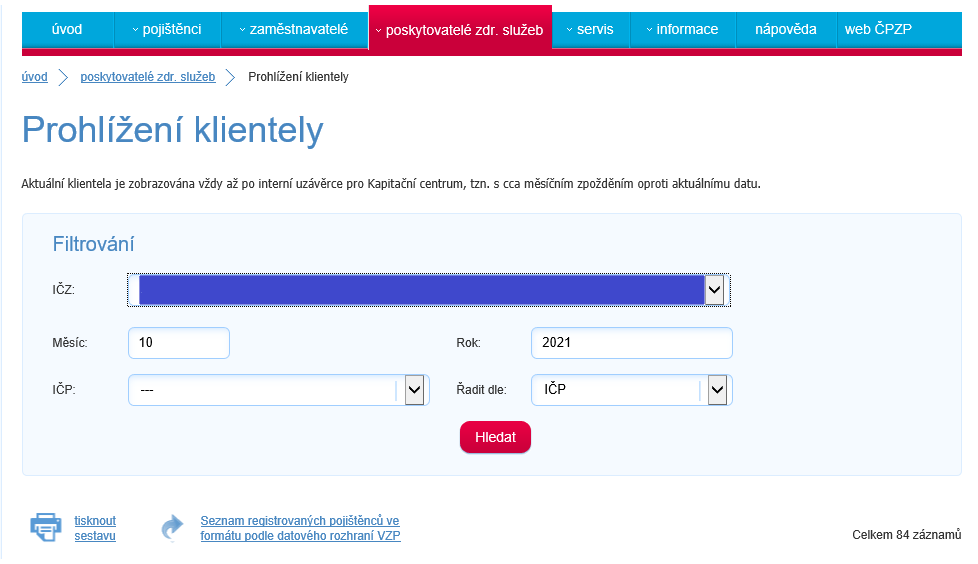 úvod pojištěnci zaměstnavatelé poskytovatelé zdr. služeb servis informace nápověda web ČPZP
úvod poskytovatelé zdr. služeb Prohlížení klientely
Prohlížení klientely
Aktuální klientela je zobrazována vždy až po interní uzávěrce pro Kapitační centrum, tzn. s cca měsíčním zpožděním oproti aktuálnímu datu.
Filtrování
IČZ:
Měsíc: 10 Rok: 2021
IČP: --- Řadit dle: IČP
Hledat
tisknout
sestavu
Seznam registrovaných pojištěnců ve
formátu podle datového rozhraní VZP
Celkem 84 záznamů